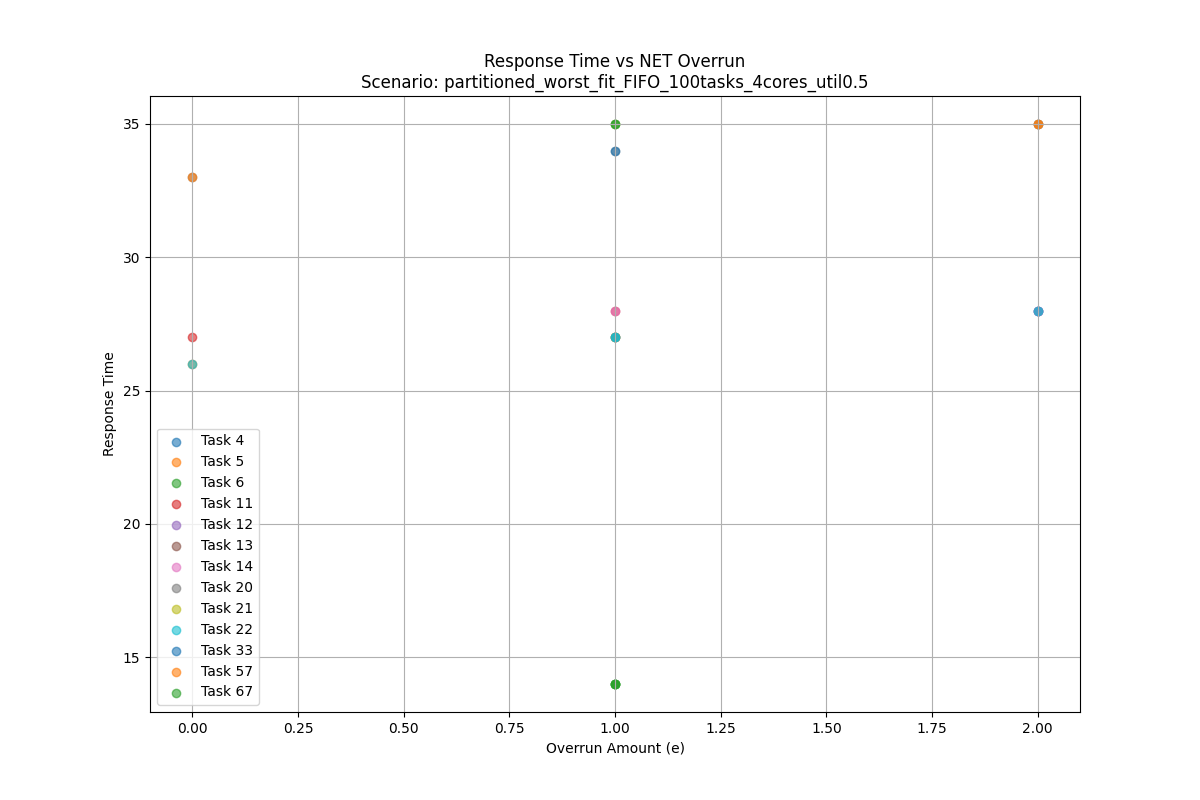 Response Time vs NET Overrun
Scenario: partitioned_worst_fit_FIFO_100tasks_4cores_util0.5
35
30
25
20
15
Response Time
Task 4
Task 5
Task 6
Task 11
Task 12
Task 13
Task 14
Task 20
Task 21
Task 22
Task 33
Task 57
Task 67
0.00 0.25 0.50 0.75 1.00 1.25 1.50 1.75 2.00
Overrun Amount (e)